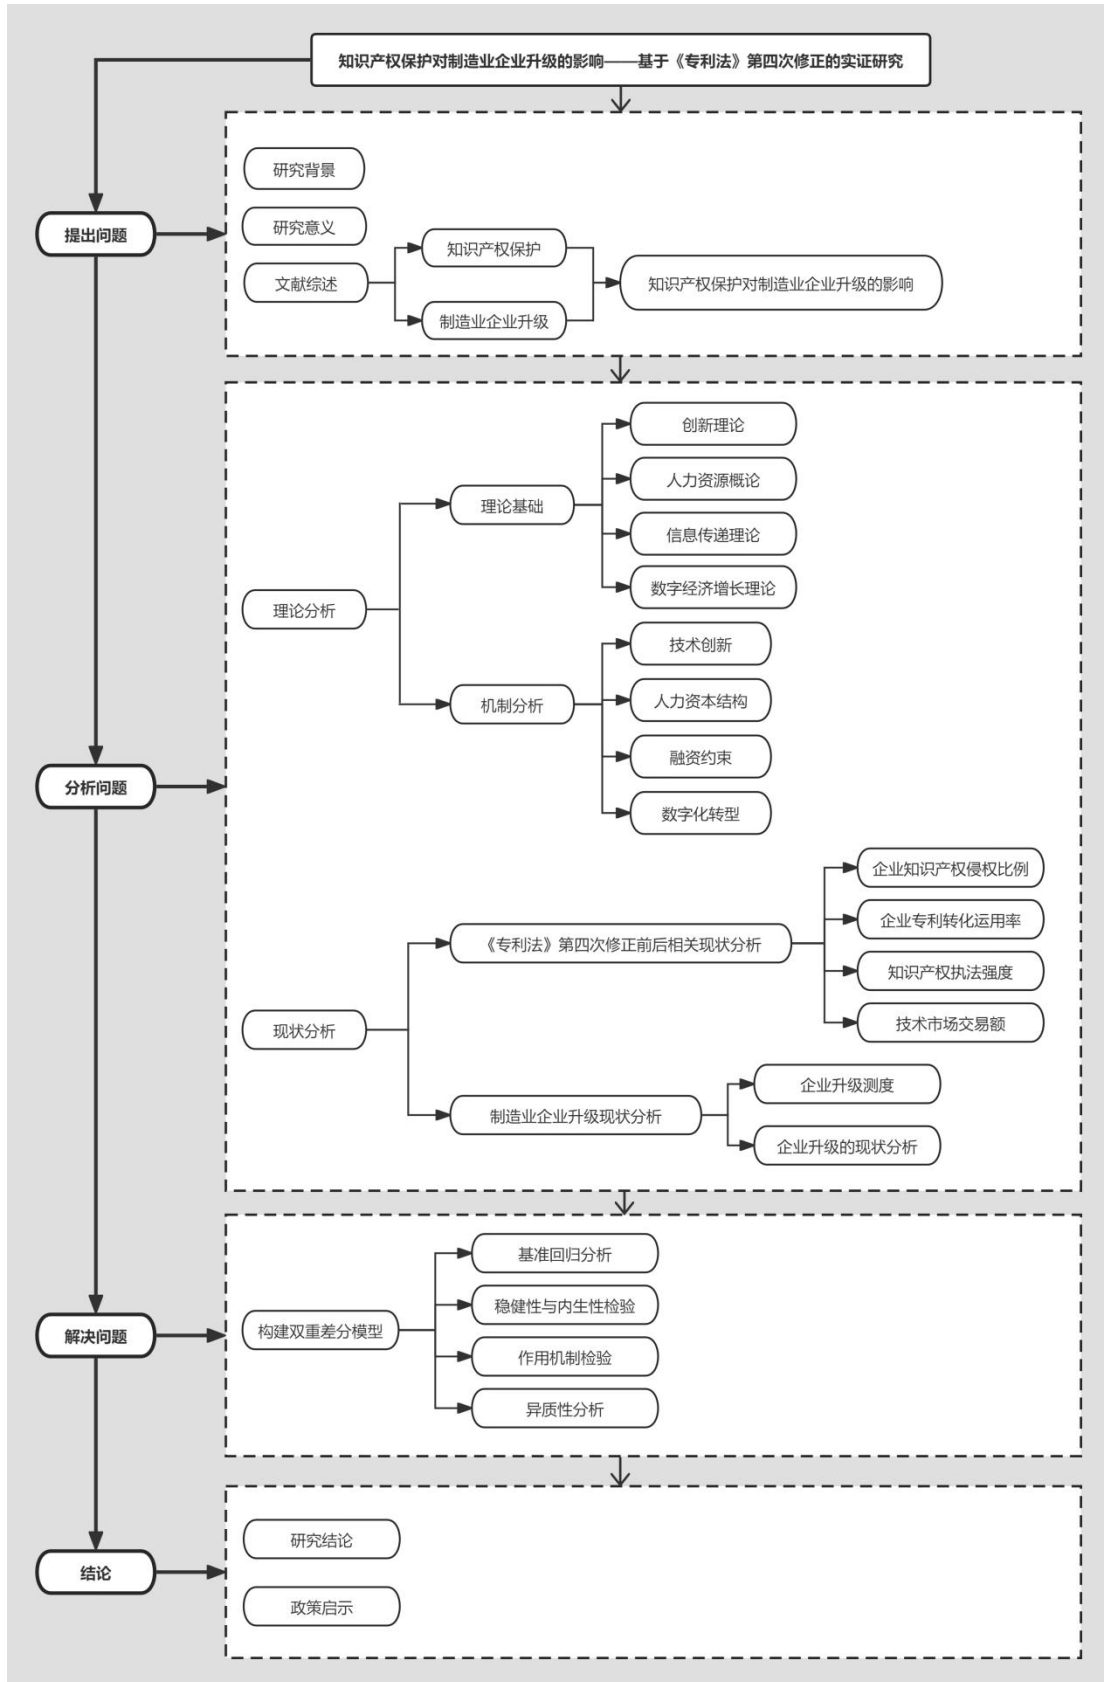 知识产权保护对制造业企业升级的影响——基于《专利法》第四次修正的实证研究
提出问题
研究背景
研究意义
文献综述
知识产权保护
制造业企业升级
知识产权保护对制造业企业升级的影响
分析问题
理论分析
理论基础
创新理论
人力资源概论
信息传递理论
数字经济增长理论
机制分析
技术创新
人力资本结构
融资约束
数字化转型
现状分析
《专利法》第四次修正前后相关现状分析
企业知识产权侵权比例
企业专利转化运用率
知识产权执法强度
技术市场交易额
制造业企业升级现状分析
企业升级测度
企业升级的现状分析
解决问题
构建双重差分模型
基准回归分析
稳健性与内生性检验
作用机制检验
异质性分析
结论
研究结论
政策启示